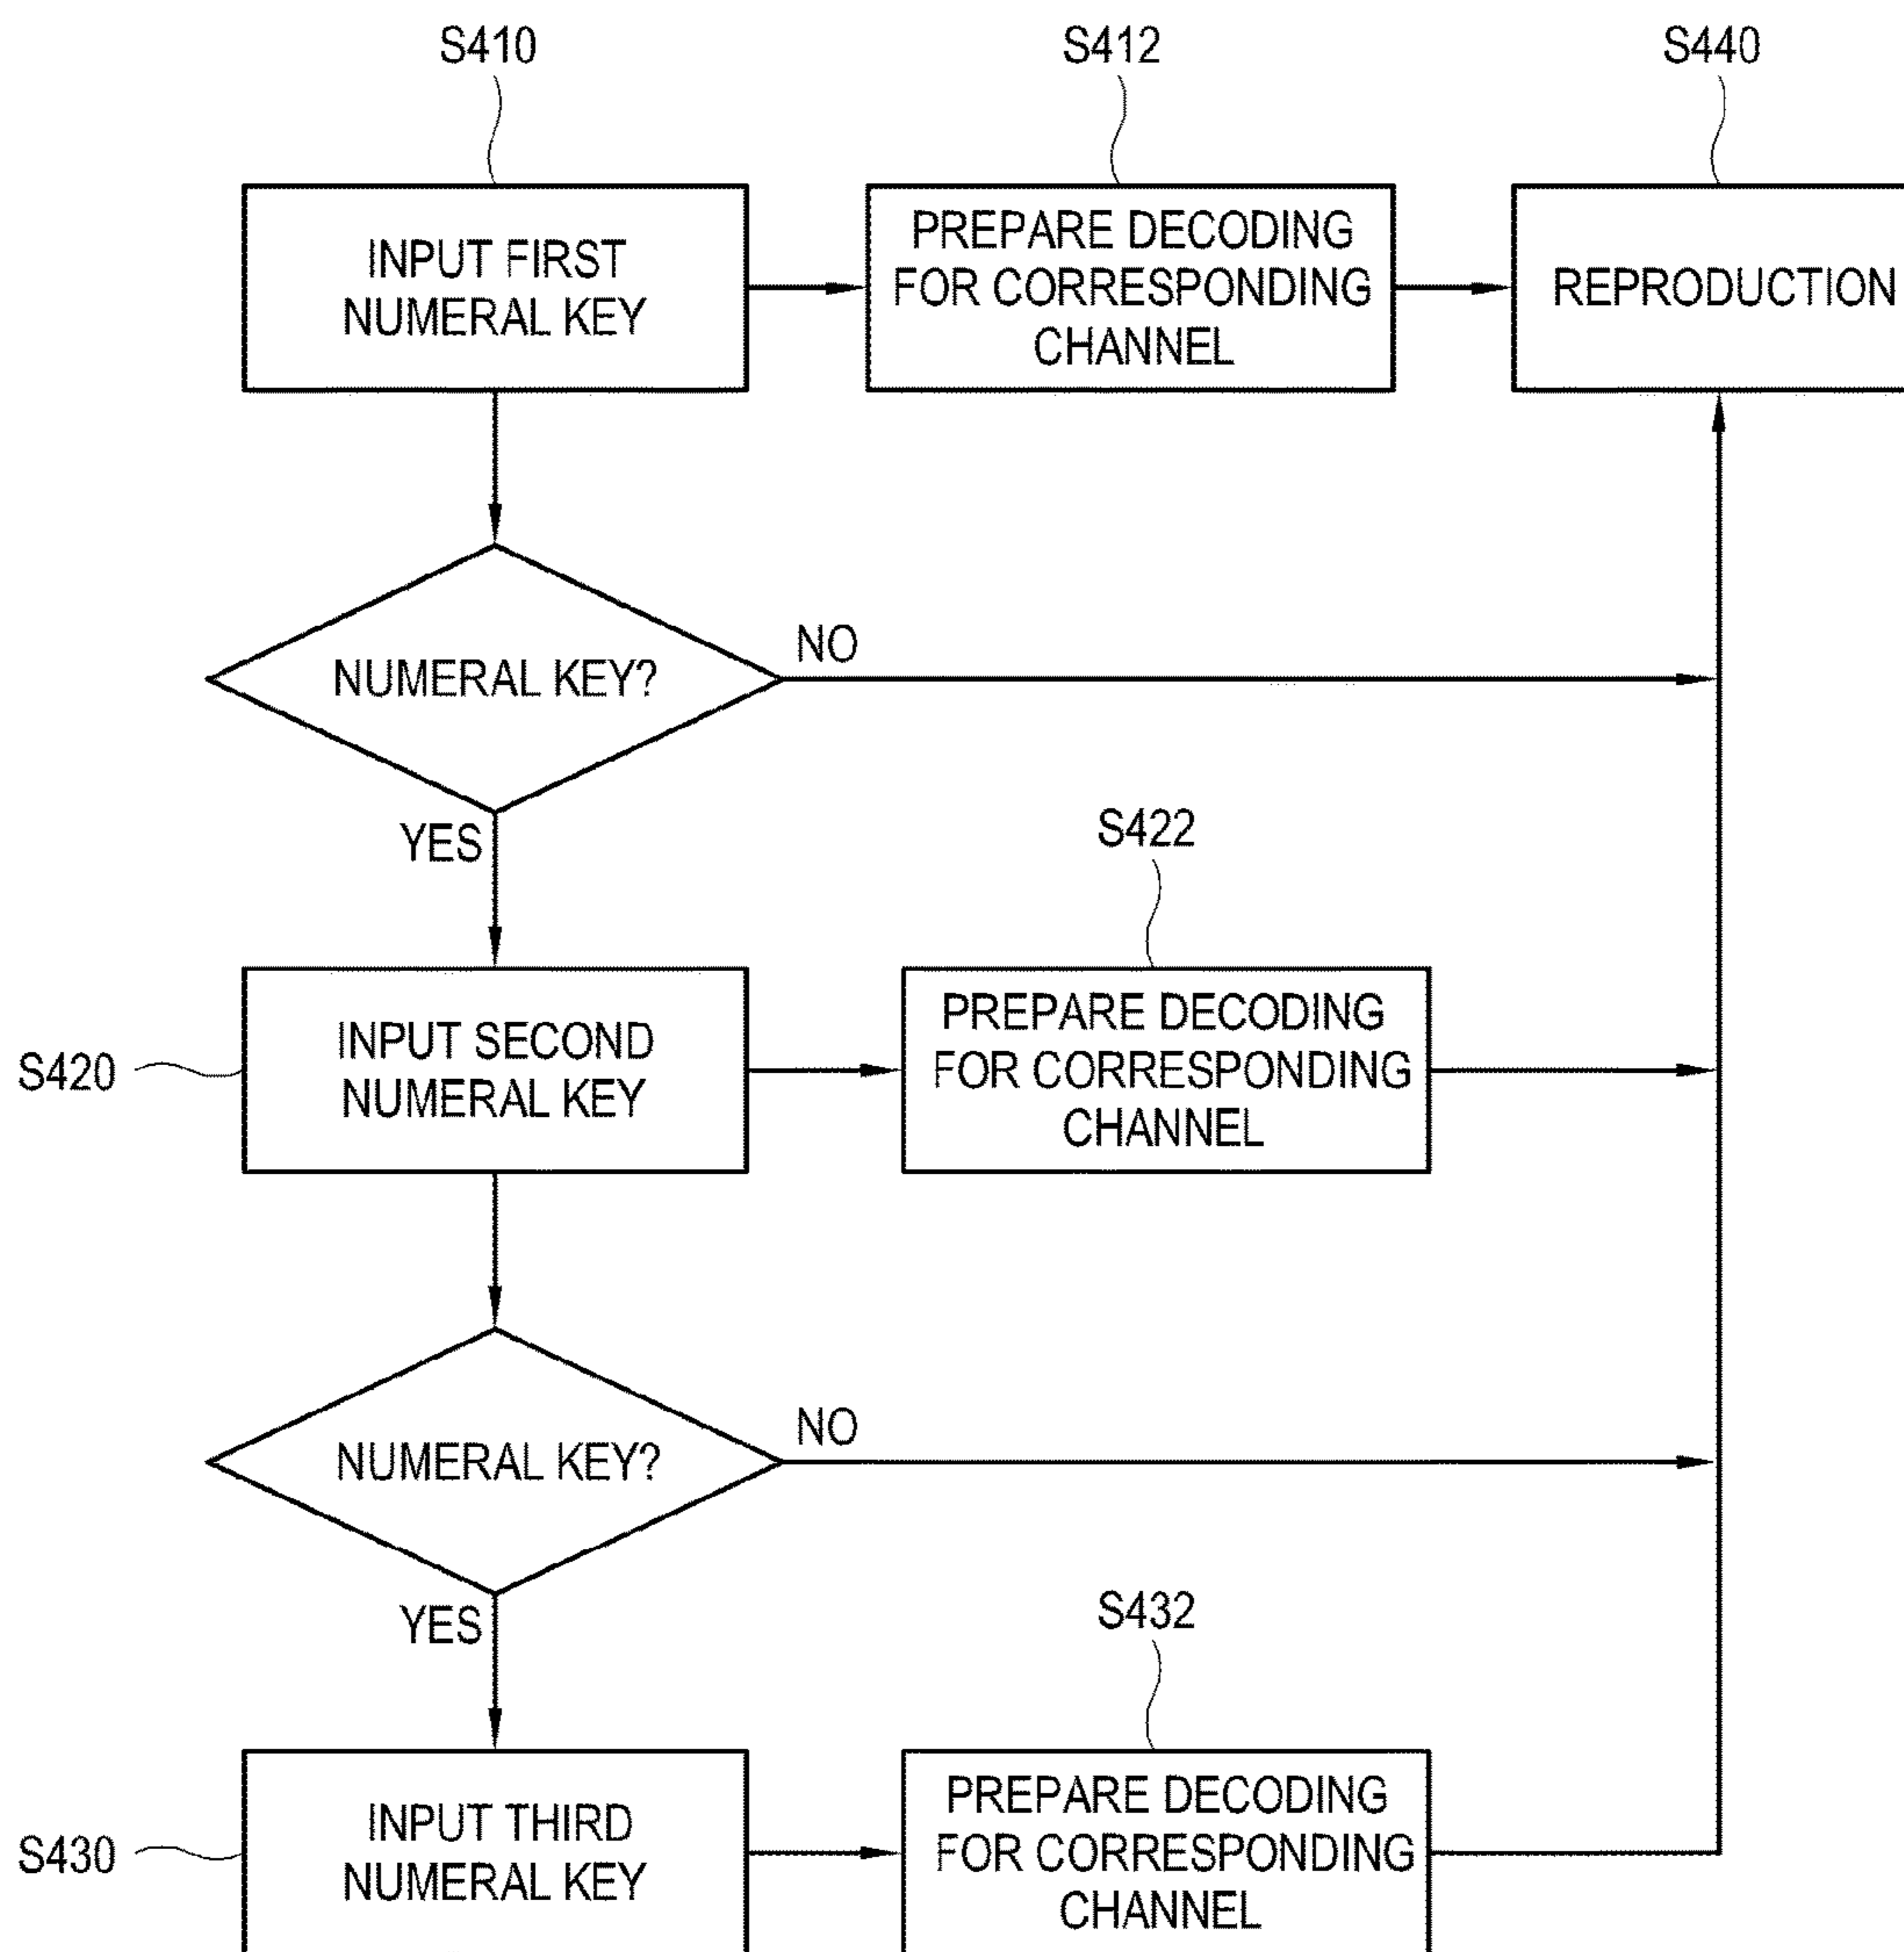 S410
S412
S440
INPUT FIRST
NUMERAL KEY
PREPARE DECODING
FOR CORRESPONDING
CHANNEL
REPRODUCTION
NUMERAL KEY?
NO
YES
S422
S420
INPUT SECOND
NUMERAL KEY
PREPARE DECODING
FOR CORRESPONDING
CHANNEL
NUMERAL KEY?
NO
YES
S432
S430
INPUT THIRD
NUMERAL KEY
PREPARE DECODING
FOR CORRESPONDING
CHANNEL